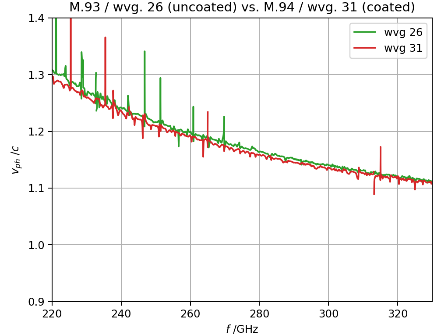 M.93 / wvg. 26 (uncoated) vs. M.94 / wvg. 31 (coated)
wvg 26
wvg 31
1.4
1.3
1.2
1.1
1.0
0.9
v_ph /c
220 240 260 280 300 320
f /GHz